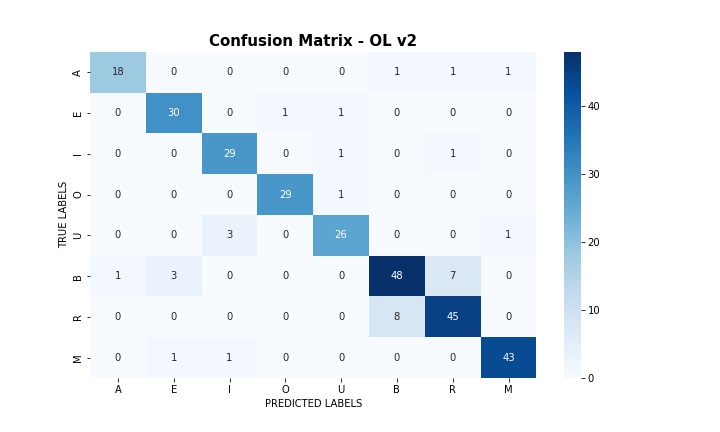 Confusion Matrix - OL v2
A 18 0 0 0 0 1 1 1
E 0 30 0 1 1 0 0 0
I 0 0 29 0 1 0 1 0
O 0 0 0 29 1 0 0 0
U 0 0 3 0 26 0 0 1
B 1 3 0 0 0 48 7 0
R 0 0 0 0 0 8 45 0
M 0 1 1 0 0 0 0 43
A E I O U B R M
PREDICTED LABELS
TRUE LABELS
40
30
20
10
0